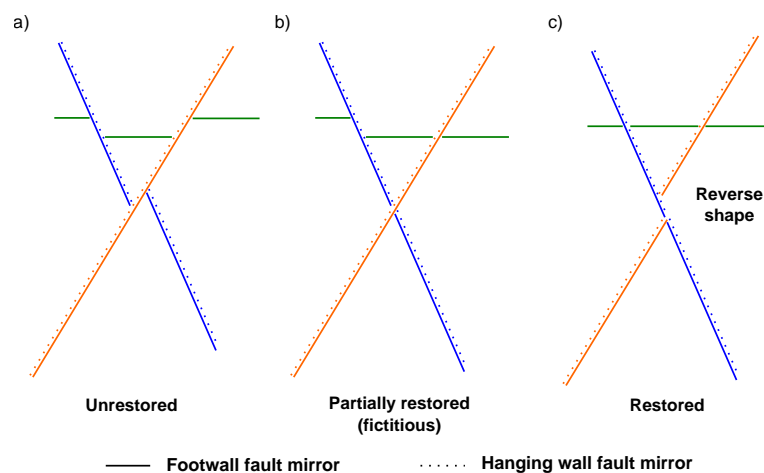 a)
b)
c)
Reverse
shape
Unrestored
Partially restored
(fictitious)
Restored
Footwall fault mirror
Hanging wall fault mirror